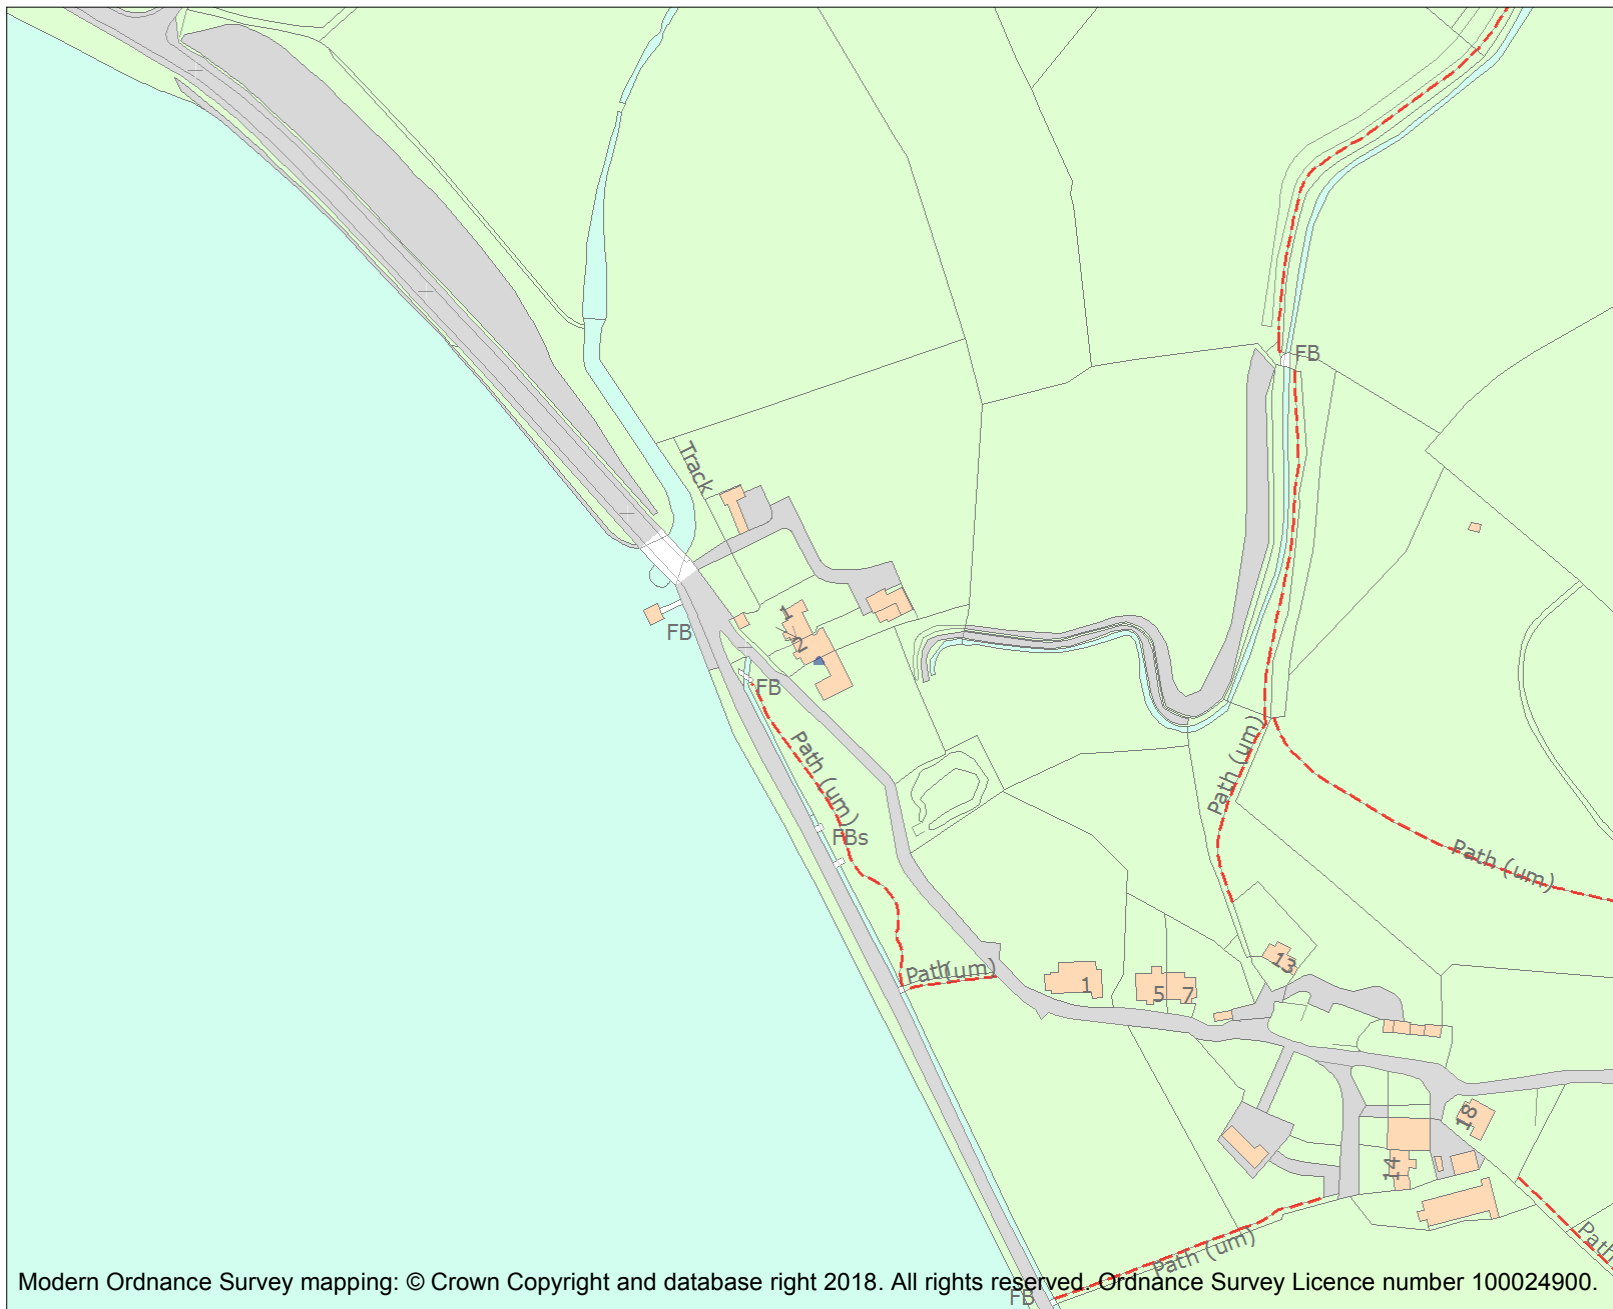 FB
Track
1
2
FB
FB
Path (um)
FBs
Path (um)
Path (um)
Path
(um)
1
5
7
13
18
14
Path (um)
Path
FB
Modern Ordnance Survey mapping: © Crown Copyright and database right 2018. All rights reserved. Ordnance Survey Licence number 100024900.